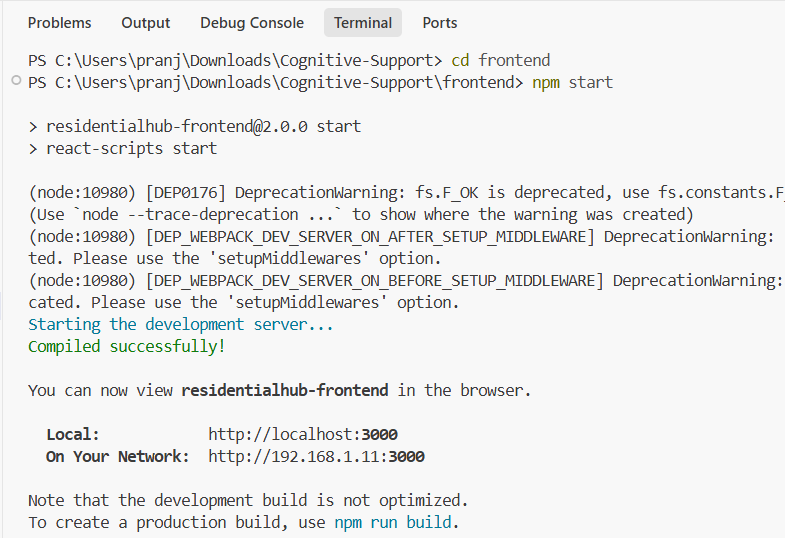 Problems Output Debug Console Terminal Ports
PS C:\Users\pranj\Downloads\Cognitive-Support> cd frontend
PS C:\Users\pranj\Downloads\Cognitive-Support\frontend> npm start
> residentialhub-frontend@2.0.0 start
> react-scripts start
(node:10980) [DEP0176] DeprecationWarning: fs.F_OK is deprecated, use fs.constants.F_
(Use `node --trace-deprecation ...` to show where the warning was created)
(node:10980) [DEP_WEBPACK_DEV_SERVER_ON_AFTER_SETUP_MIDDLEWARE] DeprecationWarning:
ted. Please use the 'setupMiddlewares' option.
(node:10980) [DEP_WEBPACK_DEV_SERVER_ON_BEFORE_SETUP_MIDDLEWARE] DeprecationWarning:
cated. Please use the 'setupMiddlewares' option.
Starting the development server...
Compiled successfully!
You can now view residentialhub-frontend in the browser.
Local: http://localhost:3000
On Your Network: http://192.168.1.11:3000
Note that the development build is not optimized.
To create a production build, use npm run build.